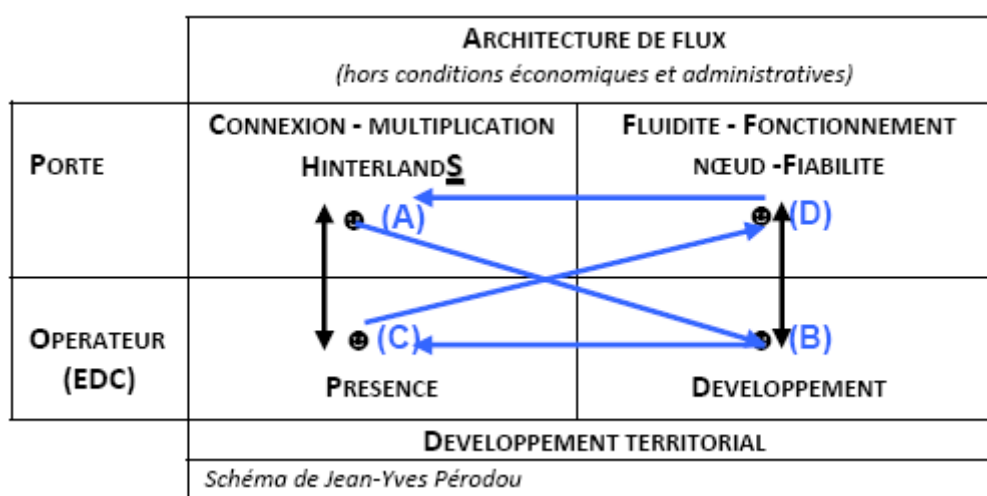 ARCHITECTURE DE FLUX
(hors conditions économiques et administratives)
CONNEXION - MULTIPLICATION
HINTERLANDS
FLUIDITE - FONCTIONNEMENT
NŒUD -FIABILITE
PORTE
(A)
(D)
OPERATEUR
(EDC)
(C)
(B)
PRESENCE
DEVELOPPEMENT
DEVELOPPEMENT TERRITORIAL
Schéma de Jean-Yves Pérodou